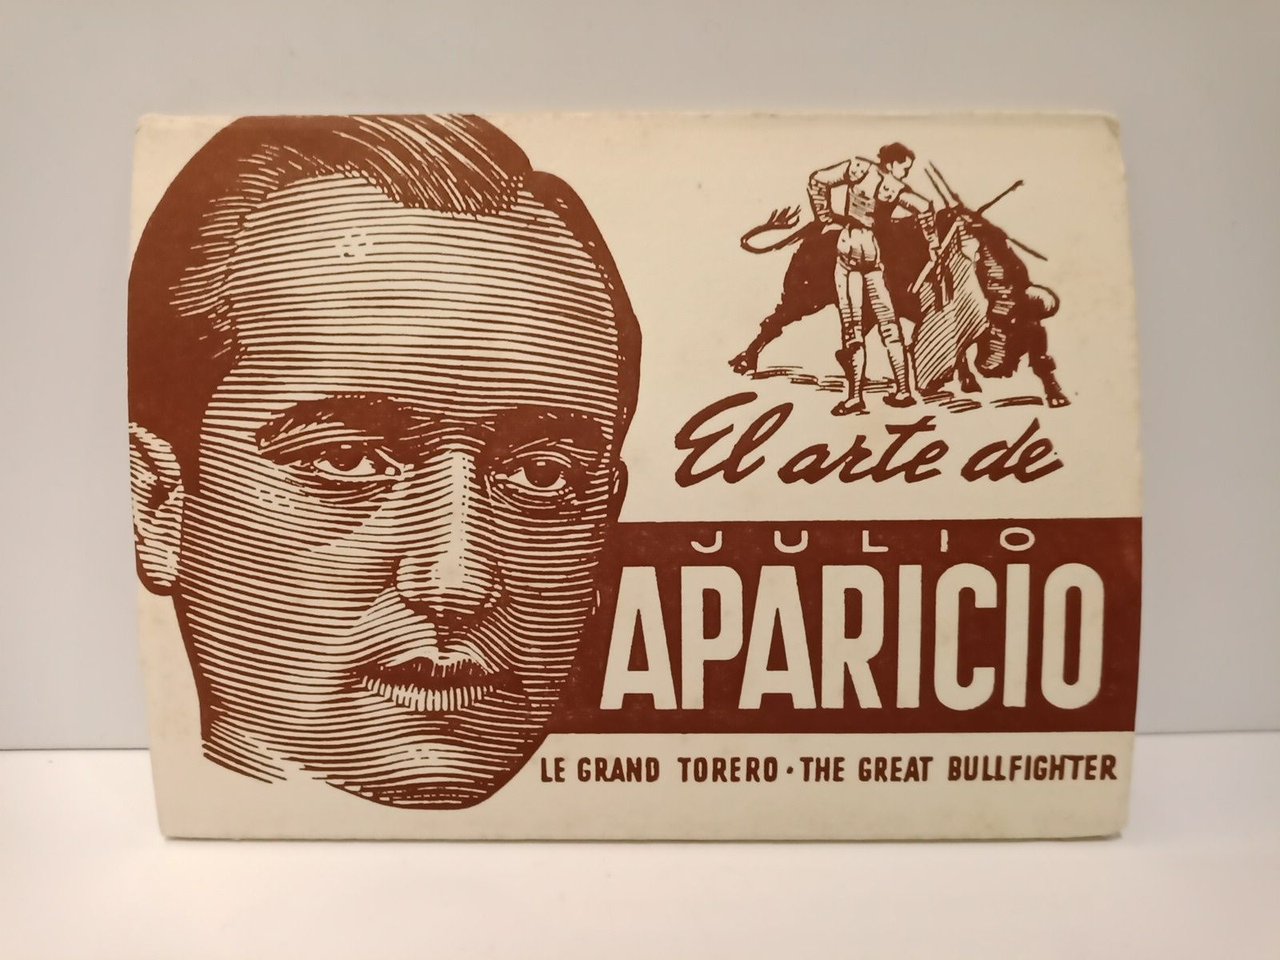 El arte de
JULIO
APARICIO
LE GRAND TORERO · THE GREAT BULLFIGHTER